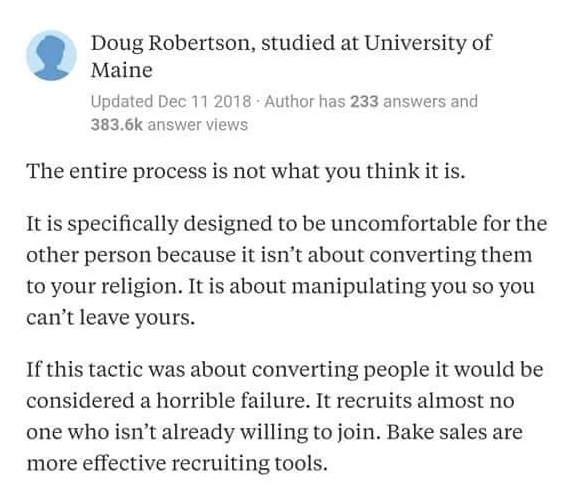 Doug Robertson, studied at University of
Maine
Updated Dec 11 2018 · Author has 233 answers and
383.6k answer views
The entire process is not what you think it is.
It is specifically designed to be uncomfortable for the
other person because it isn’t about converting them
to your religion. It is about manipulating you so you
can’t leave yours.
If this tactic was about converting people it would be
considered a horrible failure. It recruits almost no
one who isn’t already willing to join. Bake sales are
more effective recruiting tools.